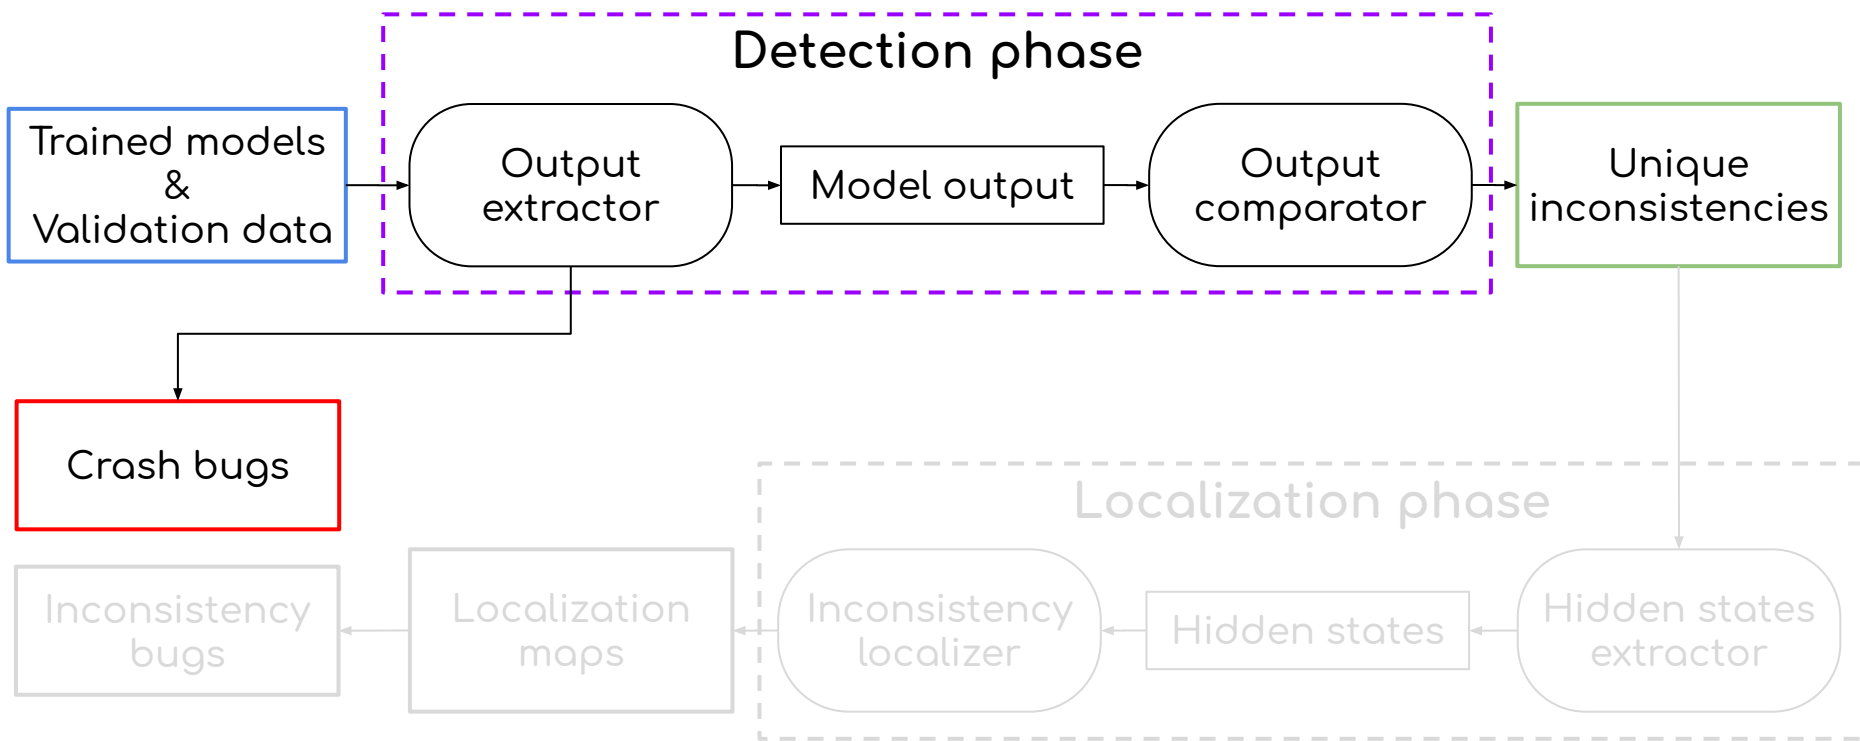 Detection phase
Trained models
&
Validation data
Output
extractor
Model output
Output
comparator
Unique
inconsistencies
Crash bugs
Localization phase
Inconsistency
bugs
Localization
maps
Inconsistency
localizer
Hidden states
Hidden states
extractor